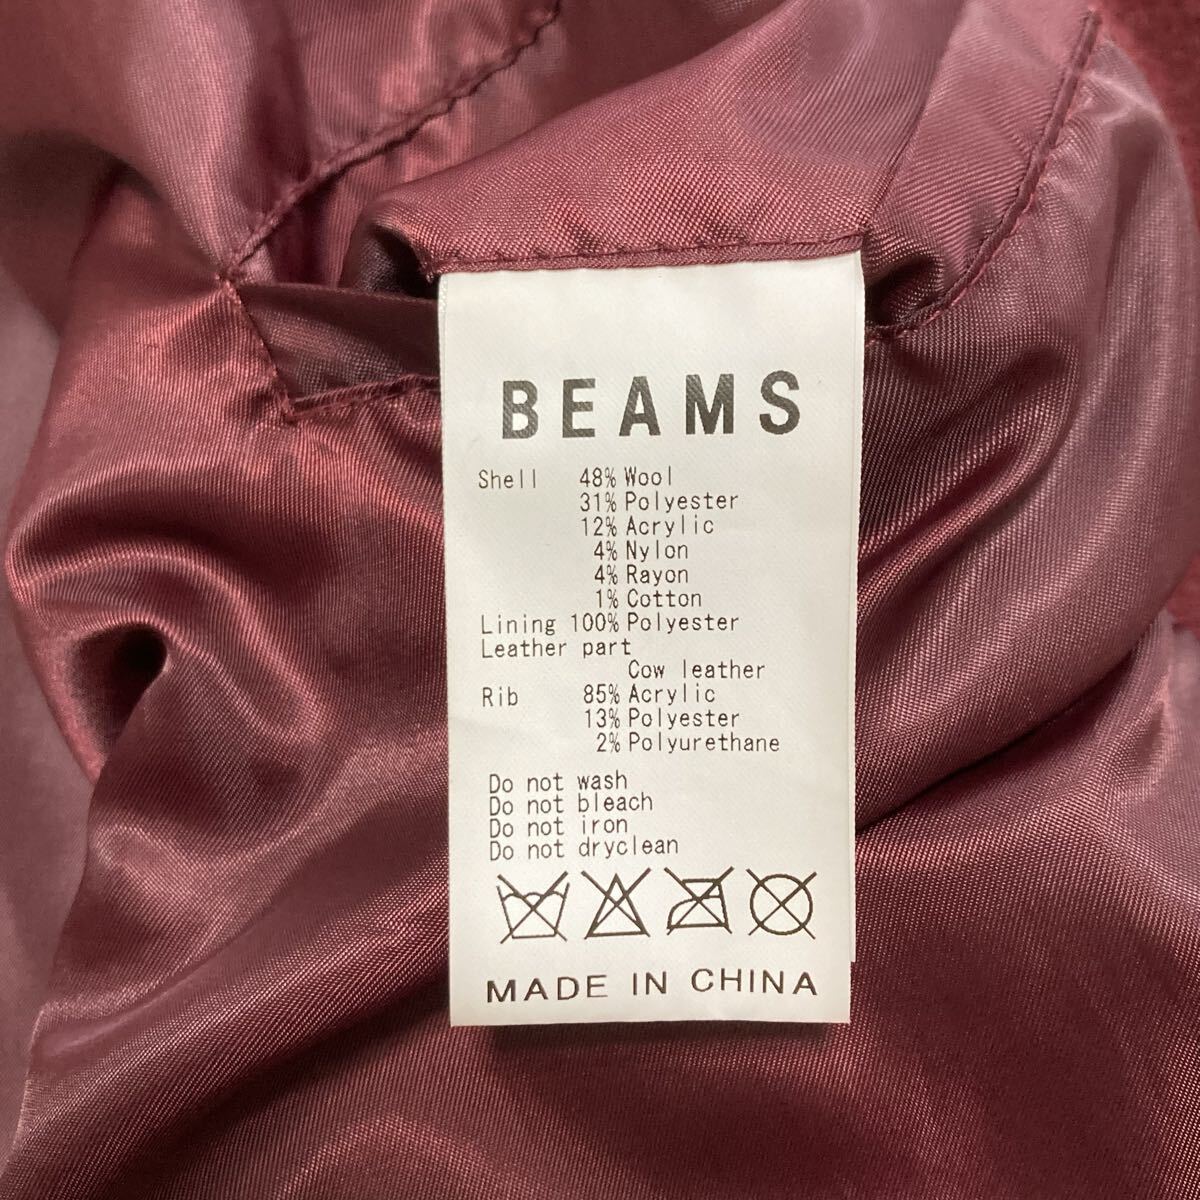 BEAMS
Shell 48% Wool
31% Polyester
12% Acrylic
4% Nylon
4% Rayon
1% Cotton
Lining 100% Polyester
Leather part
Cow leather
Rib 85% Acrylic
13% Polyester
2% Polyurethane
Do not wash
Do not bleach
Do not iron
Do not dryclean
MADE IN CHINA